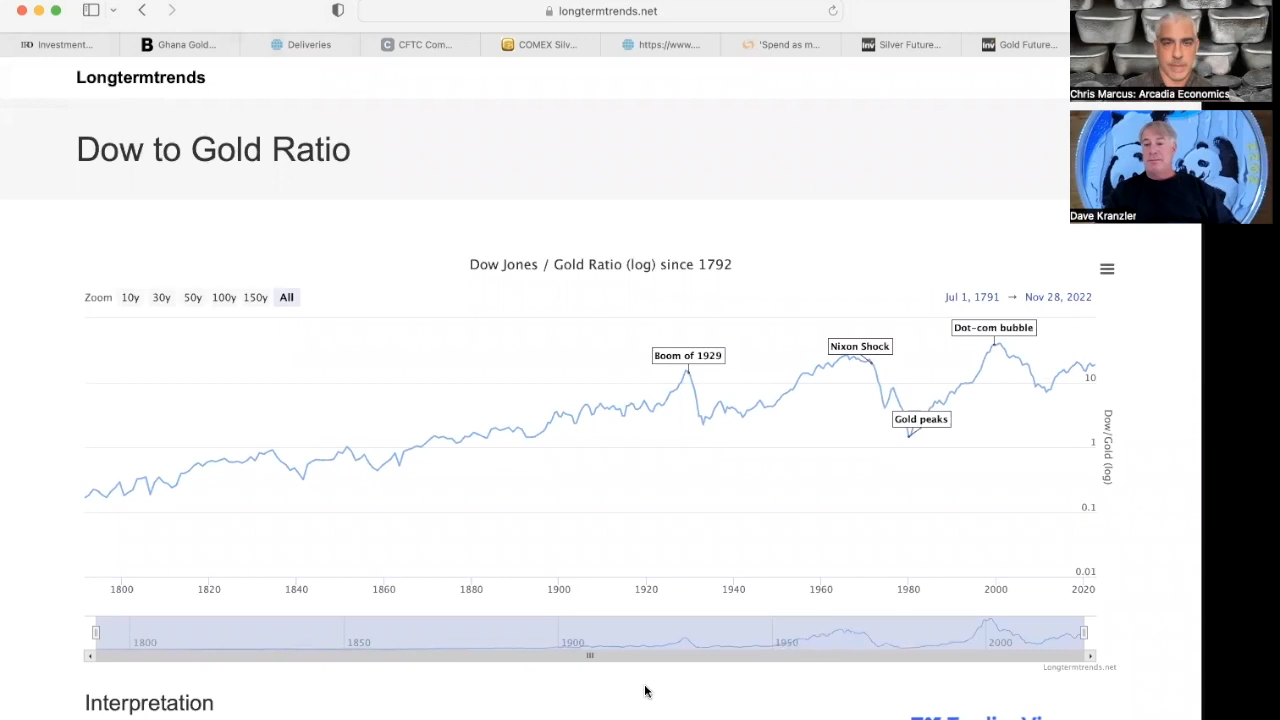 longtermtrends.net
Investment...
Ghana Gold...
Deliveries
CFTC Com...
COMEX Silv...
https://www....
'Spend as m...
Silver Future...
Gold Future...
Chris Marcus: Arcadia Economics
Dave Kranzler
Longtermtrends
Dow to Gold Ratio
Dow Jones / Gold Ratio (log) since 1792
Zoom 10y 30y 50y 100y 150y All
Jul 1, 1791 → Nov 28, 2022
Dot-com bubble
Nixon Shock
Boom of 1929
Gold peaks
10
1
0.1
0.01
Dow/Gold (log)
1800 1820 1840 1860 1880 1900 1920 1940 1960 1980 2000 2020
1800 1850 1900 1950 2000
Longtermtrends.net
Interpretation